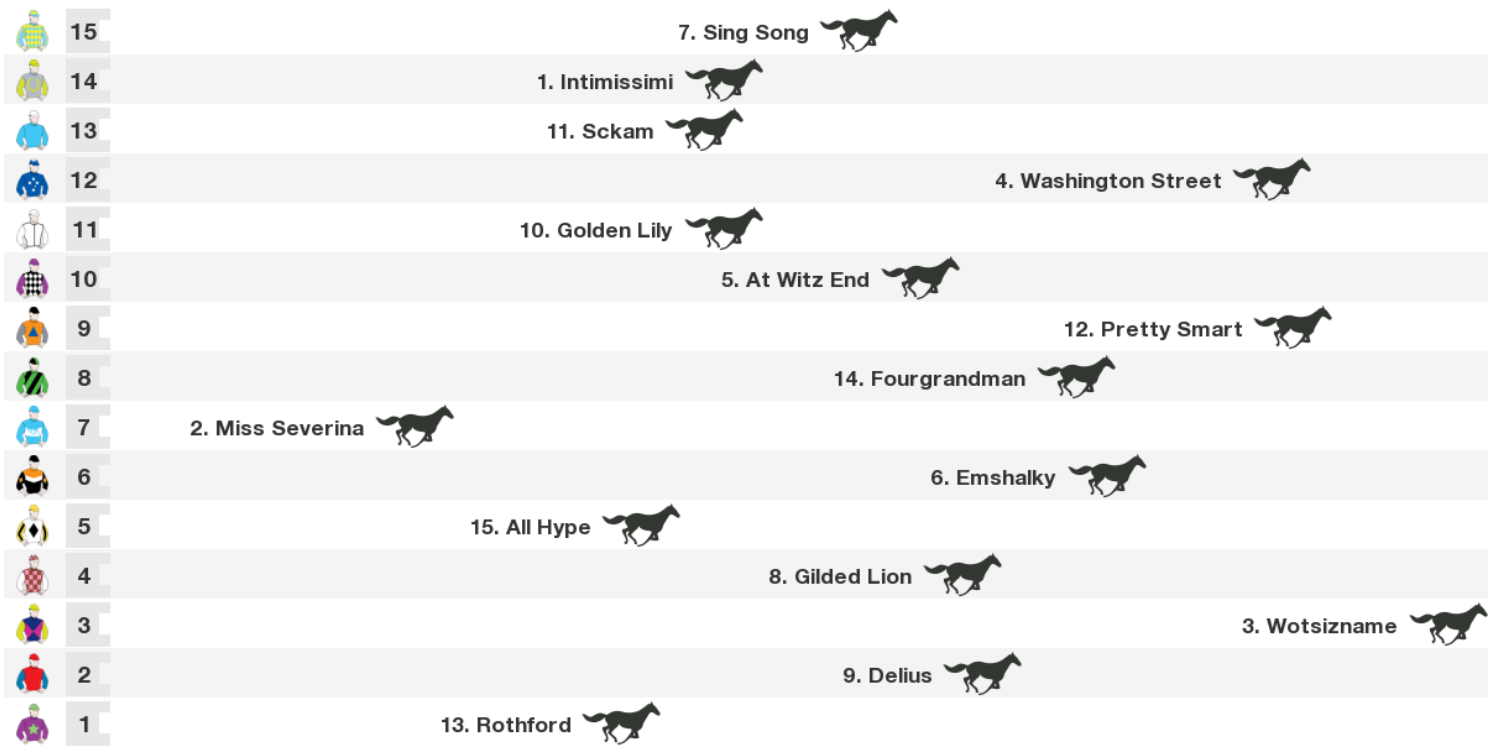 15 7. Sing Song
14 1. Intimissimi
13 11. Sckam
12 4. Washington Street
11 10. Golden Lily
10 5. At Witz End
9 12. Pretty Smart
8 14. Fourgrandman
7 2. Miss Severina
6 6. Emshalky
5 15. All Hype
4 8. Gilded Lion
3 3. Wotsizname
2 9. Delius
1 13. Rothford